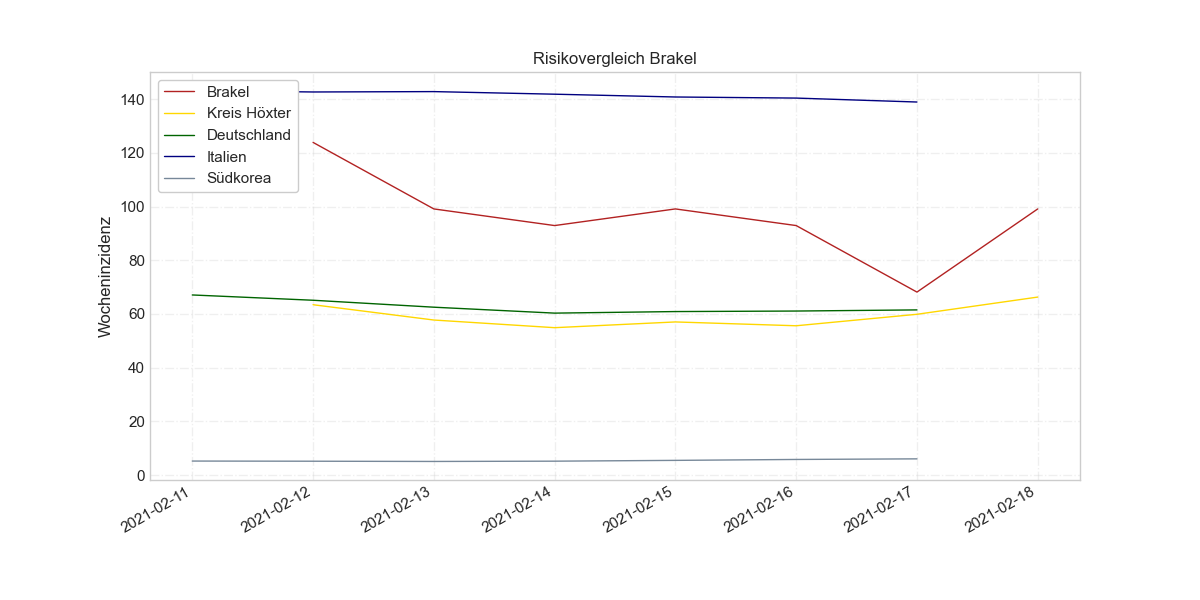 Risikovergleich Brakel
Wocheninzidenz
140
120
100
80
60
40
20
0
Brakel
Kreis Höxter
Deutschland
Italien
Südkorea
2021-02-11
2021-02-12
2021-02-13
2021-02-14
2021-02-15
2021-02-16
2021-02-17
2021-02-18